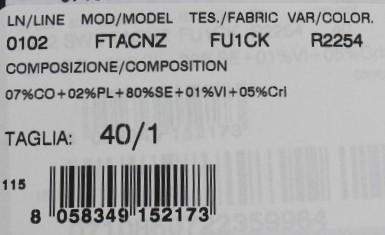 LN/LINE MOD/MODEL TES./FABRIC VAR/COLOR.
0102 FTACNZ FU1CK R2254
COMPOSIZIONE/COMPOSITION
07%CO+02%PL+80%SE+01%VI+05%Cri
TAGLIA: 40/1
115
8 058349 152173